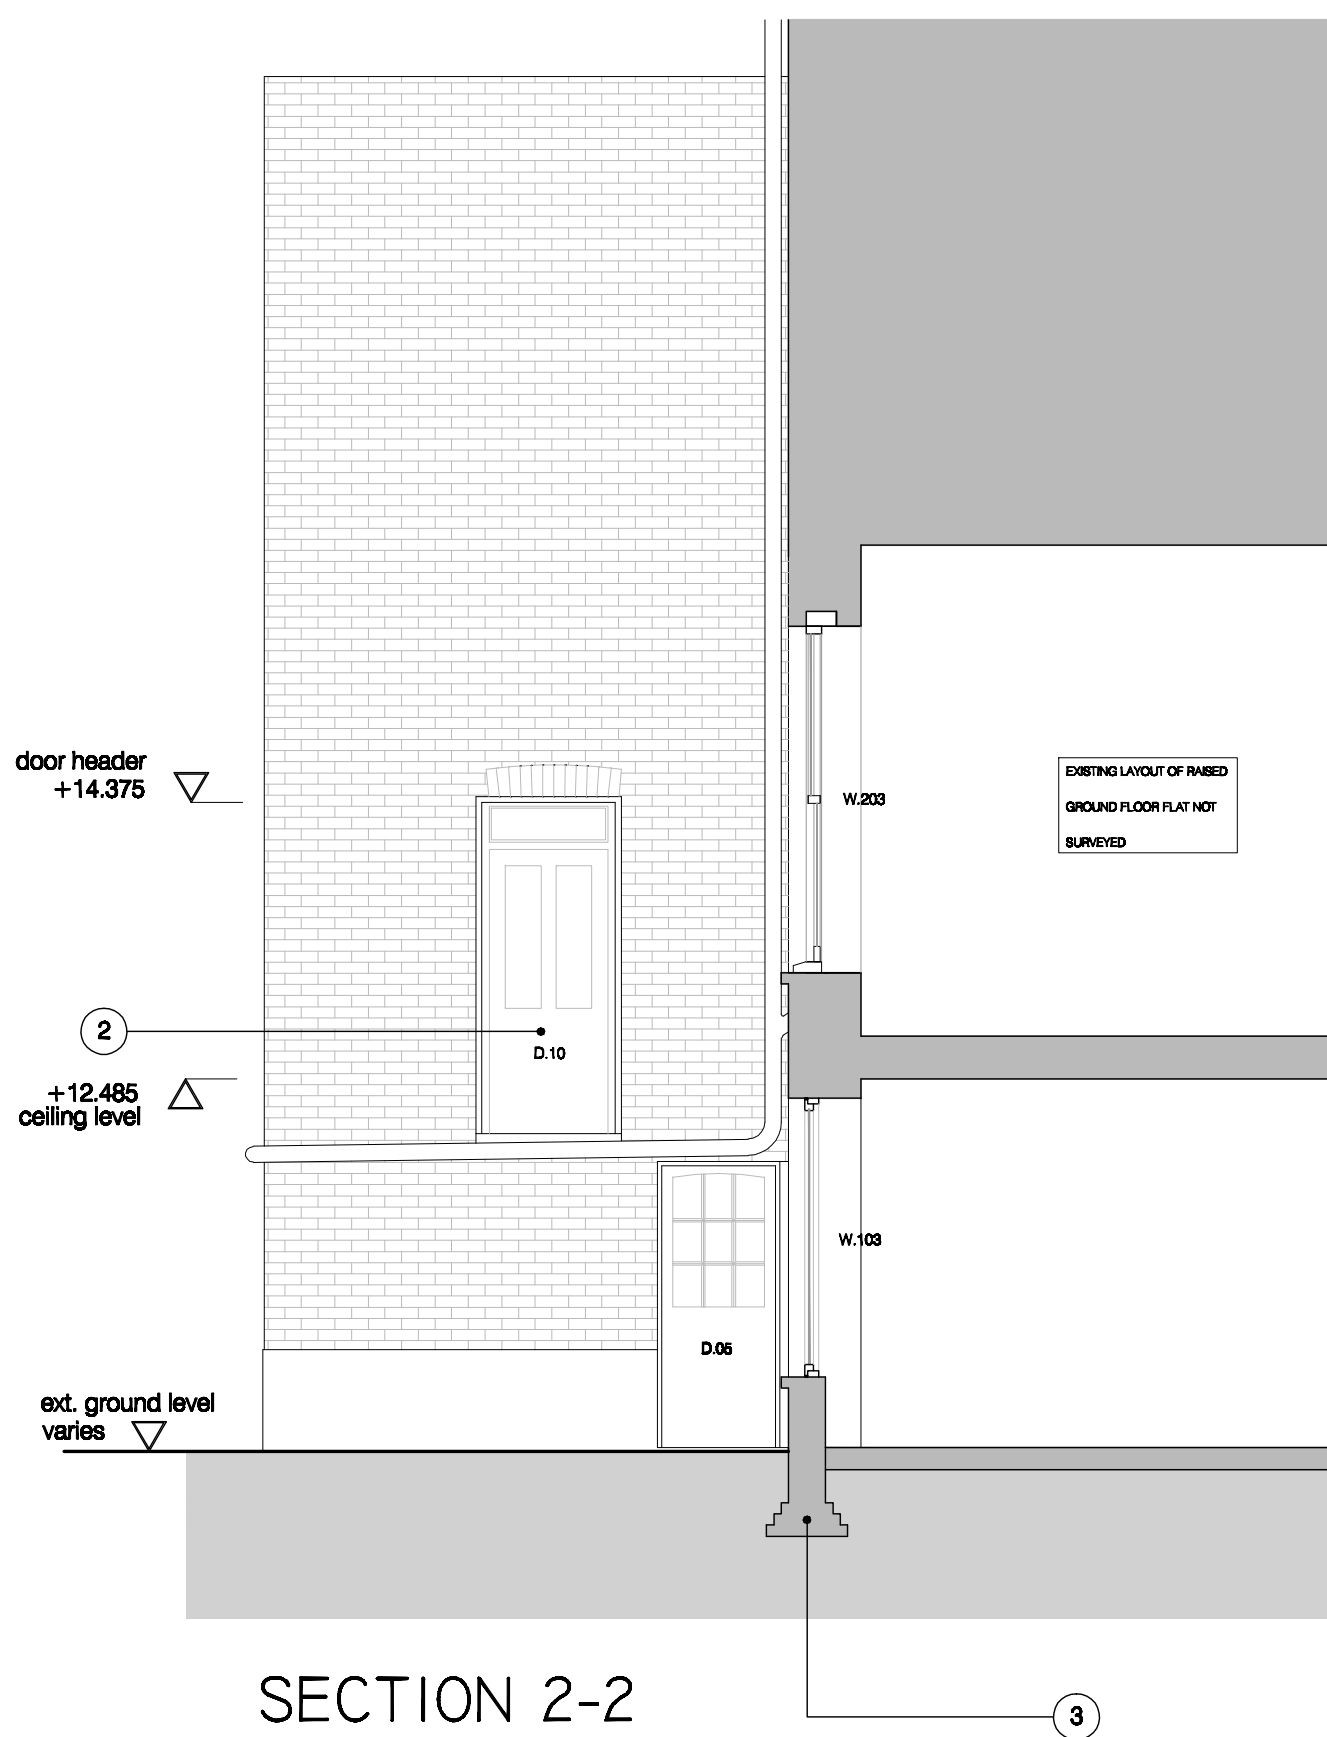 door header
+14.375
EXISTING LAYOUT OF RAISED
GROUND FLOOR FLAT NOT
SURVEYED
W.203
2
D.10
+12.485
ceiling level
W.103
D.05
ext. ground level
varies
SECTION 2-2
3